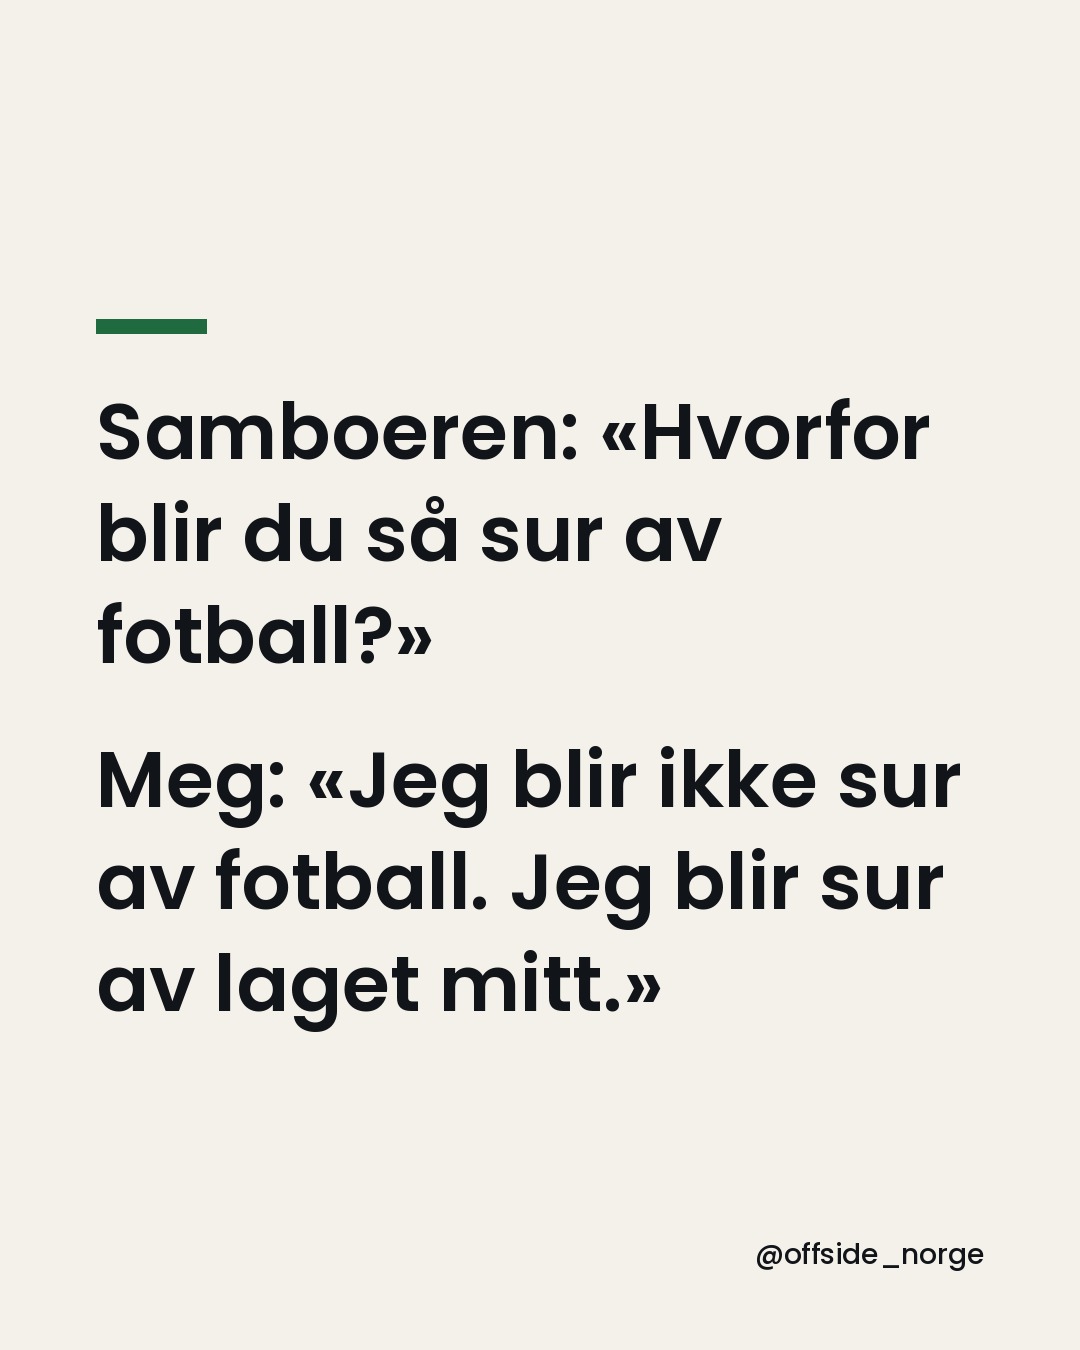 Samboeren: «Hvorfor
blir du så sur av
fotball?»
Meg: «Jeg blir ikke sur
av fotball. Jeg blir sur
av laget mitt.»
@offside_norge